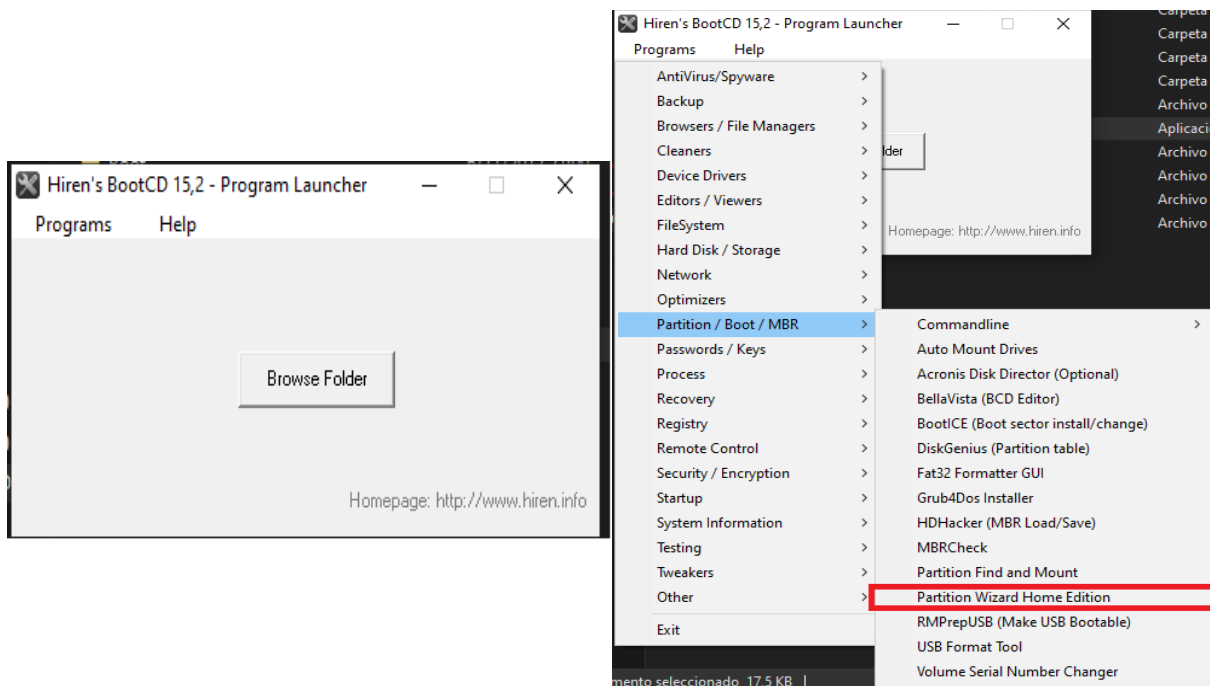 Hiren's BootCD 15,2 - Program Launcher
Programs Help
Browse Folder
Homepage: http://www.hiren.info
Hiren's BootCD 15,2 - Program Launcher
Programs Help
AntiVirus/Spyware
Backup
Browsers / File Managers
Cleaners
Device Drivers
Editors / Viewers
FileSystem
Hard Disk / Storage
Network
Optimizers
Partition / Boot / MBR
Passwords / Keys
Process
Recovery
Registry
Remote Control
Security / Encryption
Startup
System Information
Testing
Tweakers
Other
Exit
lder
Homepage: http://www.hiren.info
Commandline
Auto Mount Drives
Acronis Disk Director (Optional)
BellaVista (BCD Editor)
BootICE (Boot sector install/change)
DiskGenius (Partition table)
Fat32 Formatter GUI
Grub4Dos Installer
HDHacker (MBR Load/Save)
MBRCheck
Partition Find and Mount
Partition Wizard Home Edition
RMPrepUSB (Make USB Bootable)
USB Format Tool
Volume Serial Number Changer
Carpeta
Carpeta
Carpeta
Carpeta
Archivo
Aplicaci
Archivo
Archivo
Archivo
Archivo
mento seleccionado 17,5 KB